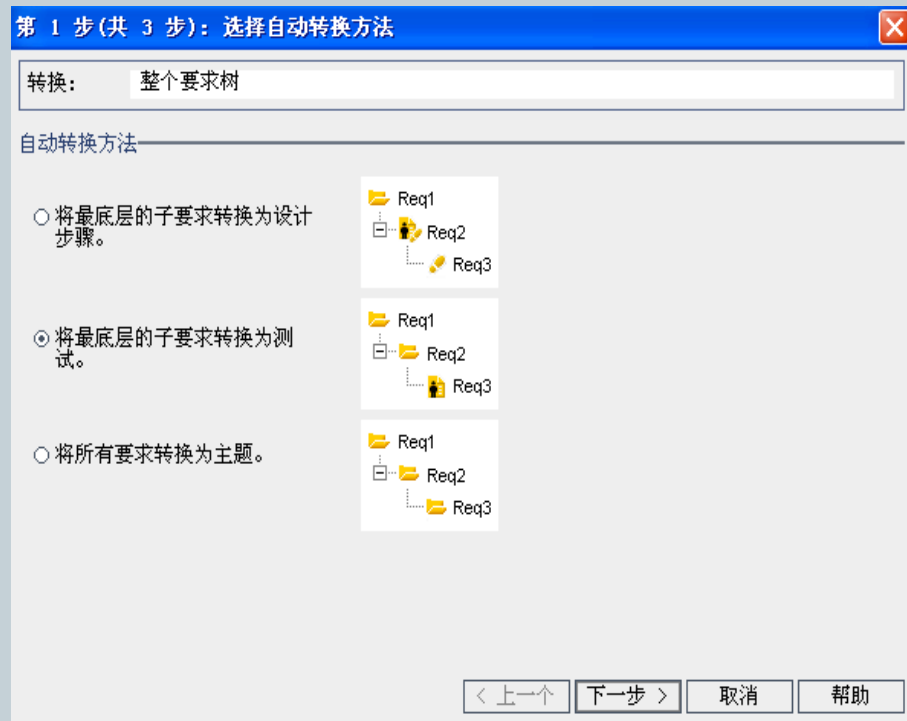 第 1 步(共 3 步): 选择自动转换方法
转换: 整个要求树
自动转换方法
将最底层的子要求转换为设计
步骤。
Req1
Req2
Req3
将最底层的子要求转换为测
试。
Req1
Req2
Req3
将所有要求转换为主题。
Req1
Req2
Req3
< 上一个 下一步 > 取消 帮助